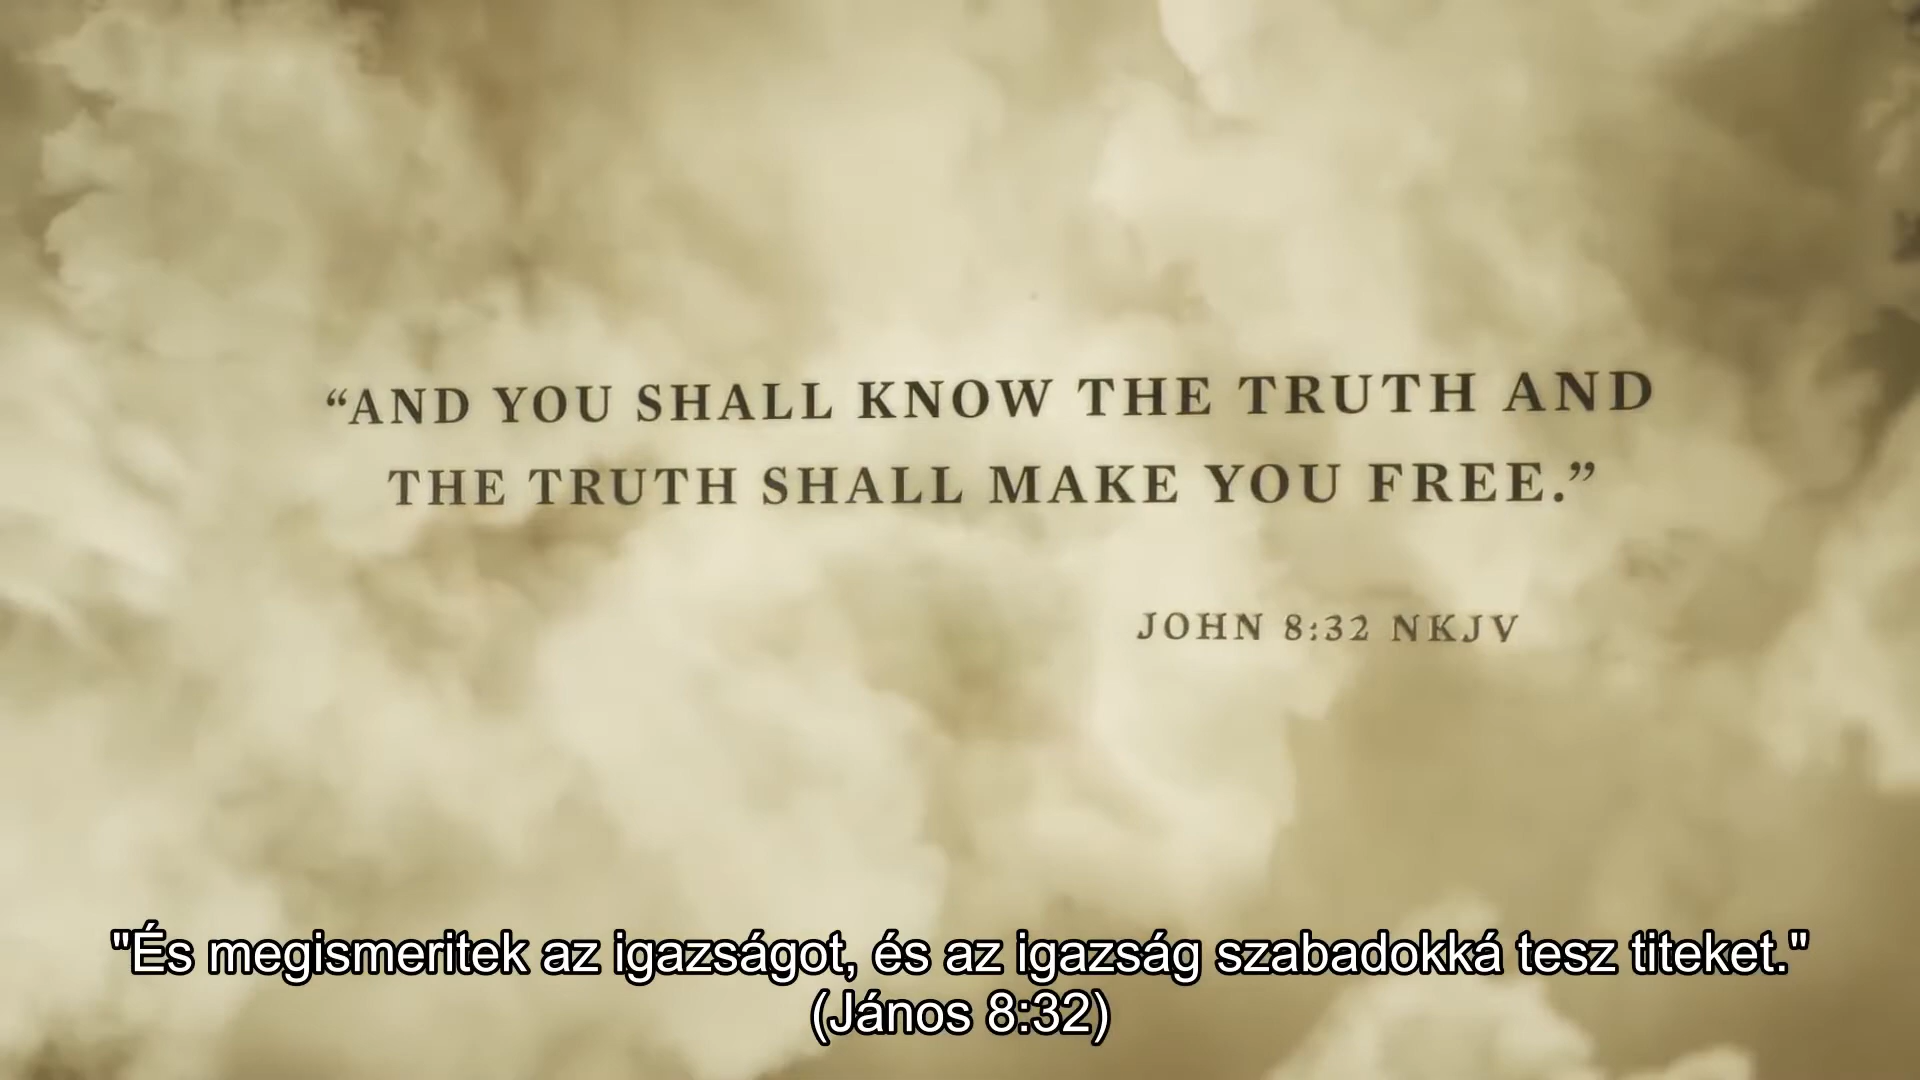 “AND YOU SHALL KNOW THE TRUTH AND
THE TRUTH SHALL MAKE YOU FREE.”
JOHN 8:32 NKJV
"És megismeritek az igazságot, és az igazság szabadokká tesz titeket."
(János 8:32)